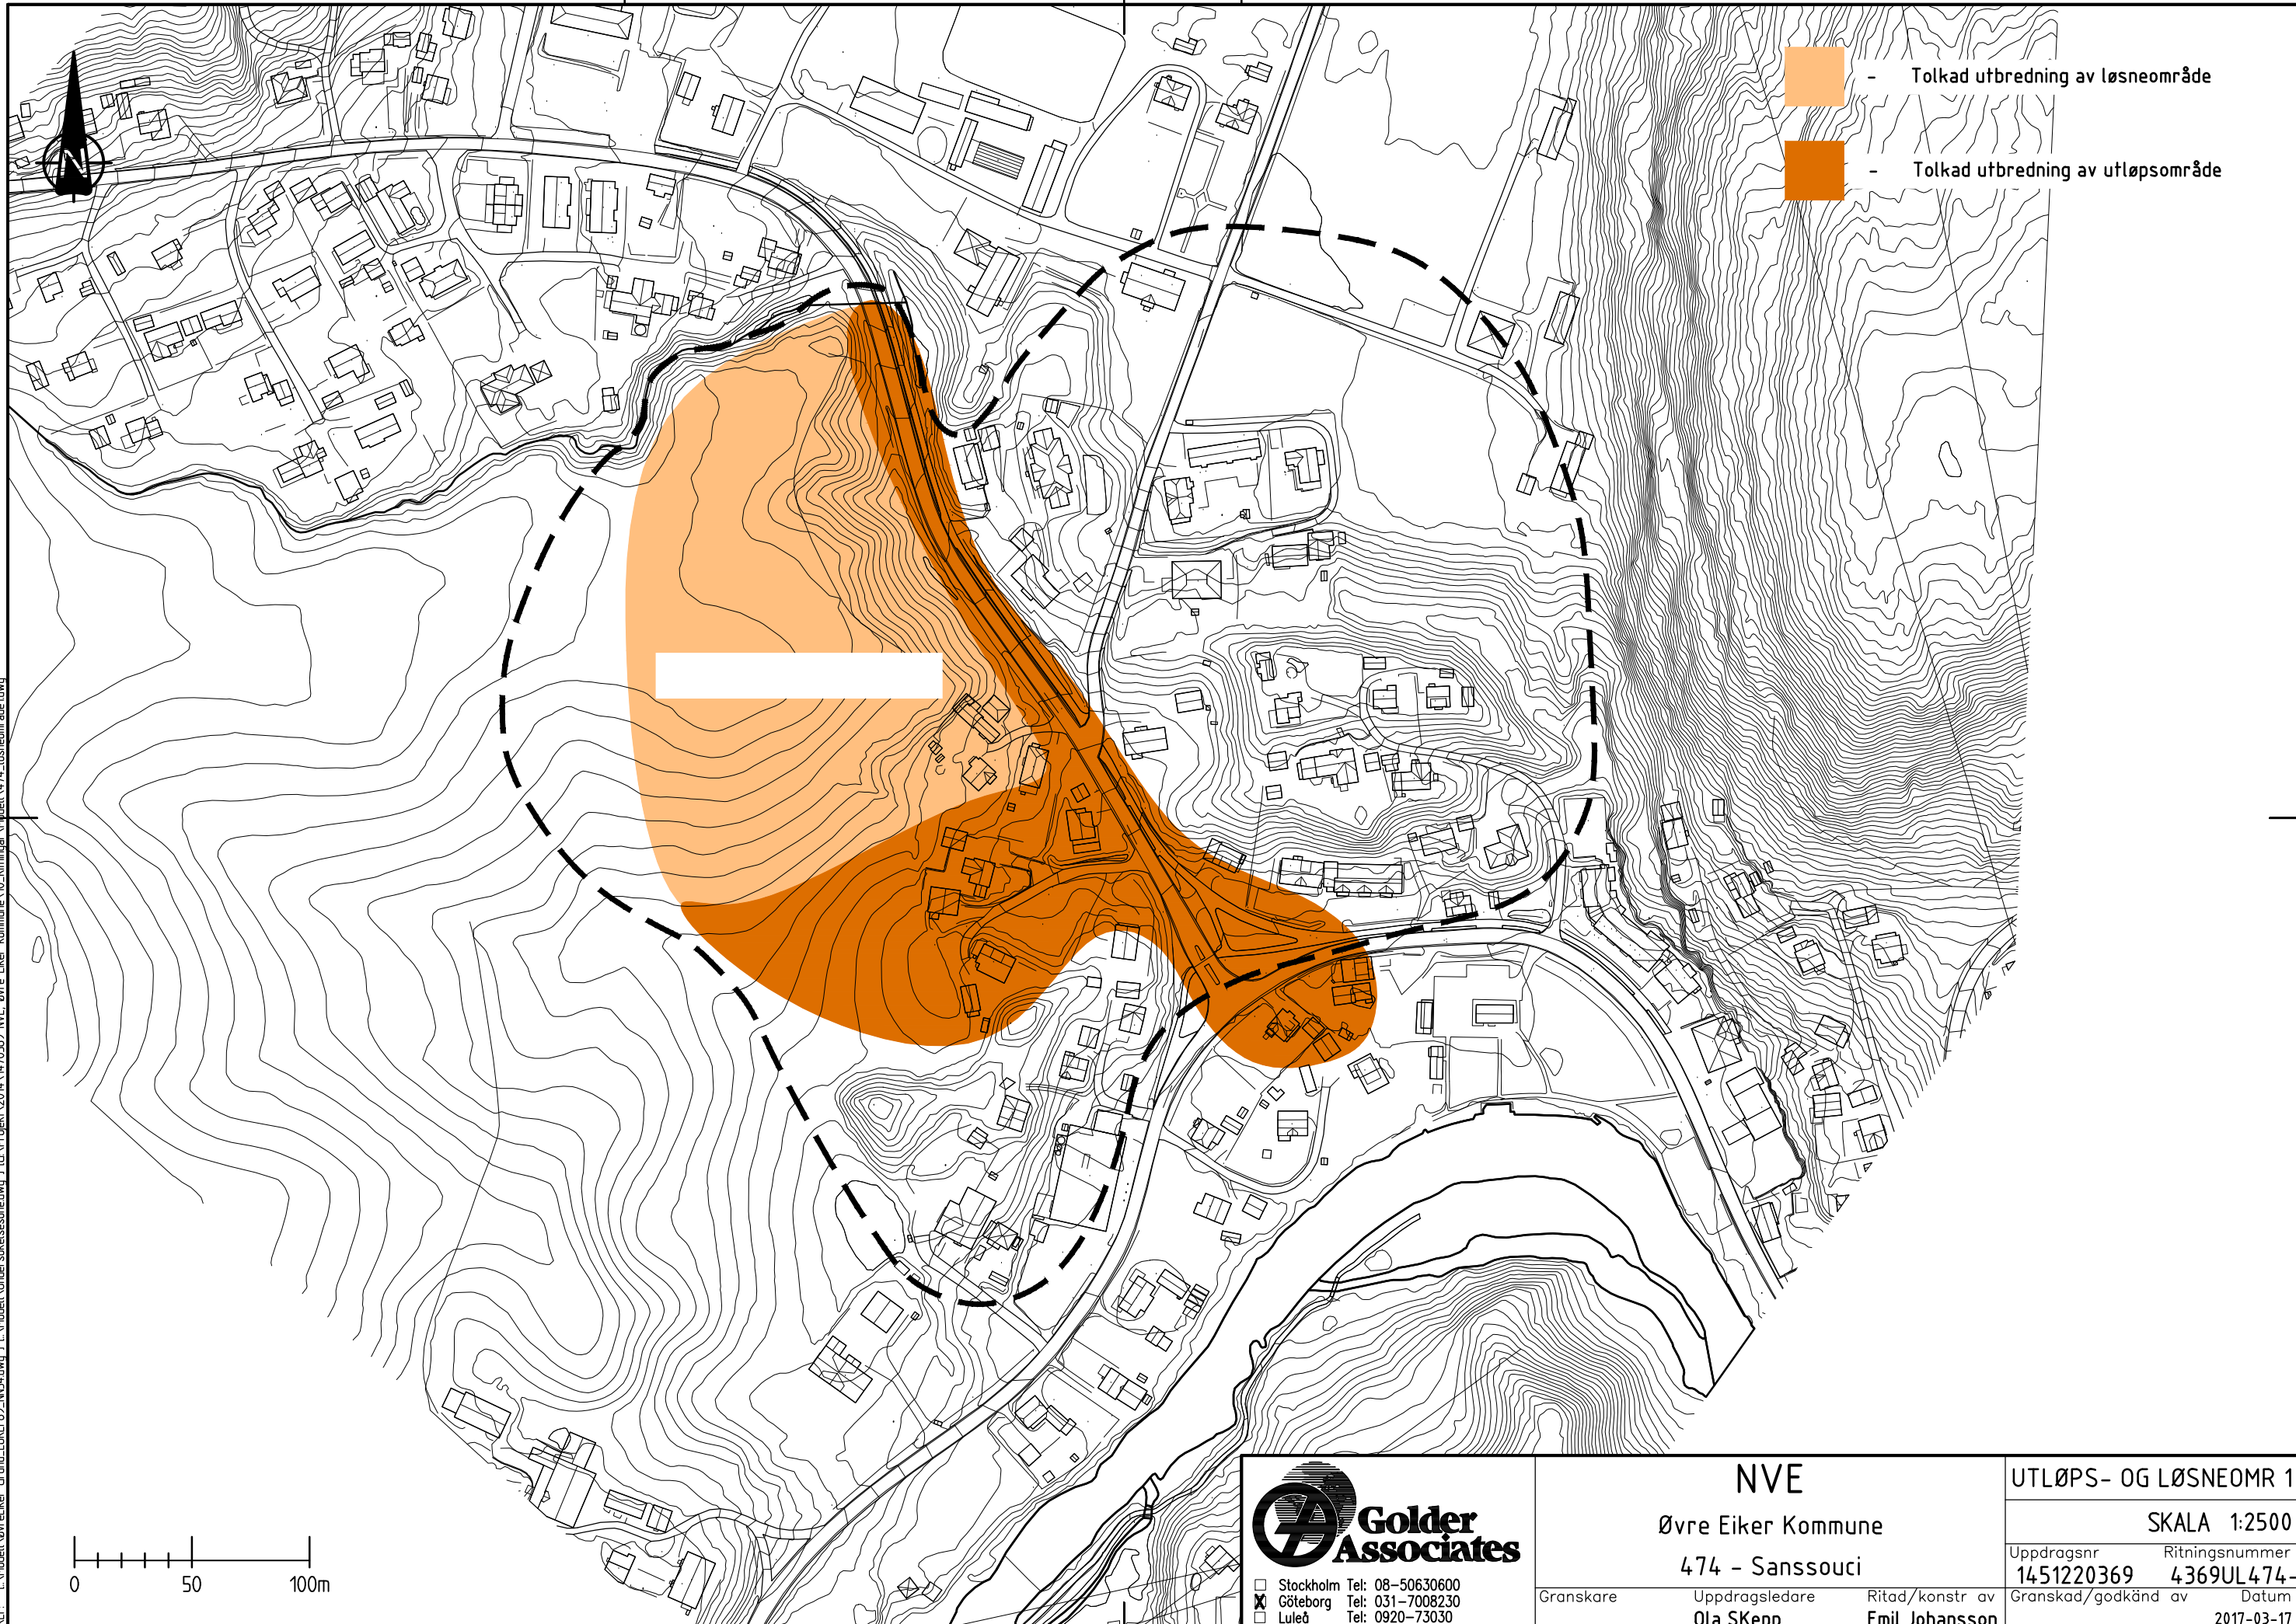 N
- Tolkad utbredning av løsneområde
- Tolkad utbredning av utløpsområde
0 50 100m
Golder
Associates
Stockholm Tel: 08-50630600
X Göteborg Tel: 031-7008230
Luleå Tel: 0920-73030
NVE
Øvre Eiker Kommune
474 - Sanssouci
Granskare Uppdragsledare Ritad/konstr av
Ola SKepp Emil Johansson
UTLØPS- OG LØSNEOMR 1
SKALA 1:2500
Uppdragsnr Ritningsnummer
1451220369 4369UL474-
Granskad/godkänd av Datum
2017-03-17